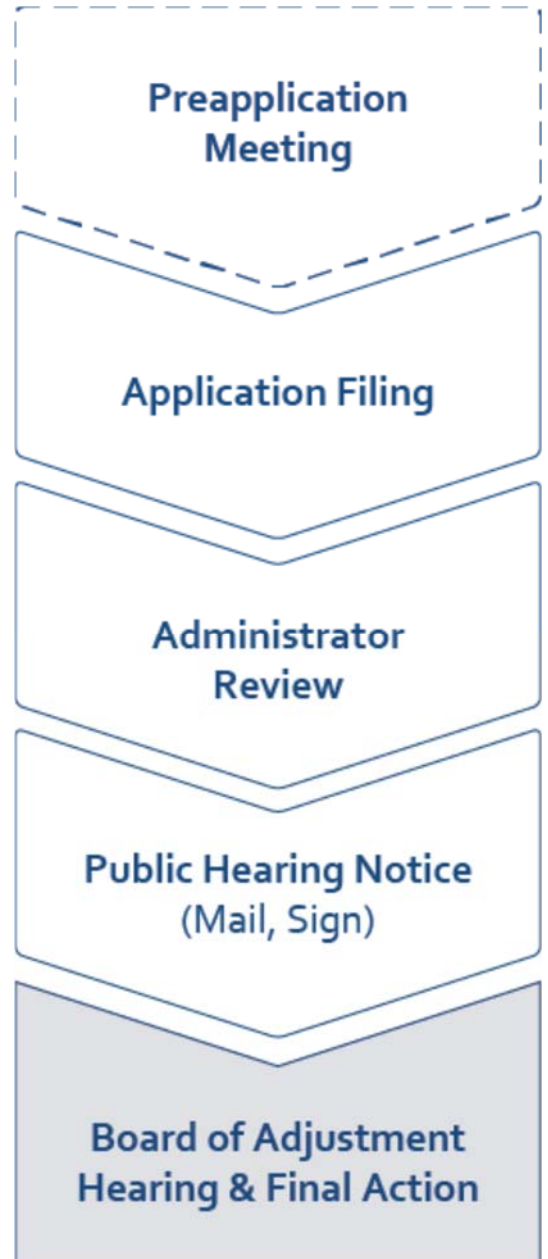 Preapplication
Meeting
Application Filing
Administrator
Review
Public Hearing Notice
(Mail, Sign)
Board of Adjustment
Hearing & Final Action